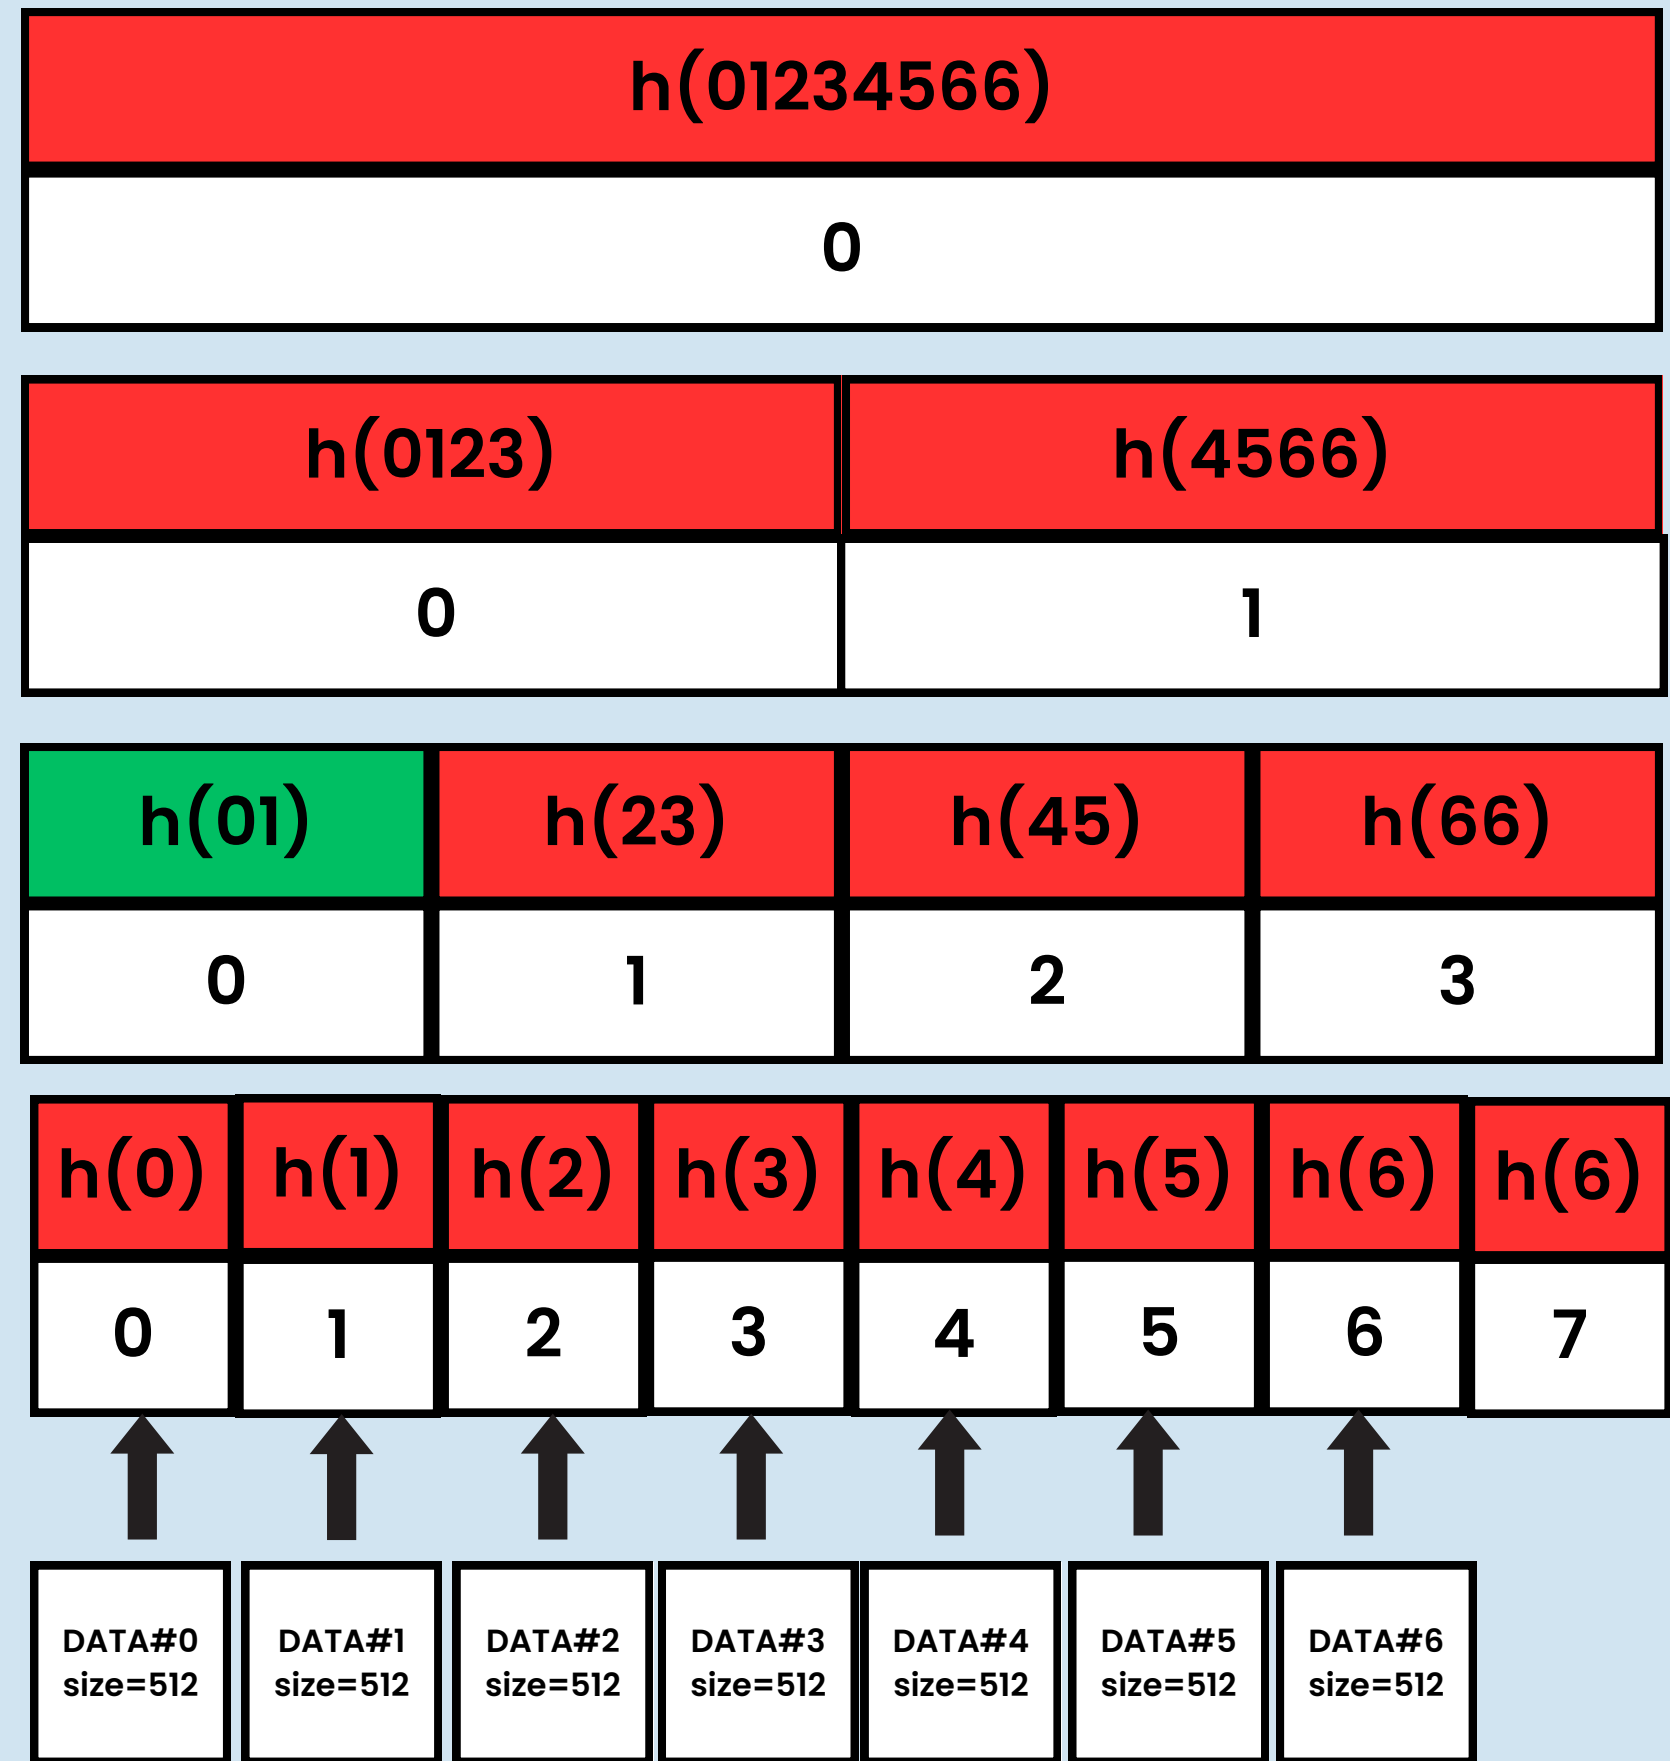 h(01234566)
0
h(0123) h(4566)
0 1
h(01) h(23) h(45) h(66)
0 1 2 3
h(0) h(1) h(2) h(3) h(4) h(5) h(6) h(6)
0 1 2 3 4 5 6 7
DATA#0 DATA#1 DATA#2 DATA#3 DATA#4 DATA#5 DATA#6
size=512 size=512 size=512 size=512 size=512 size=512 size=512